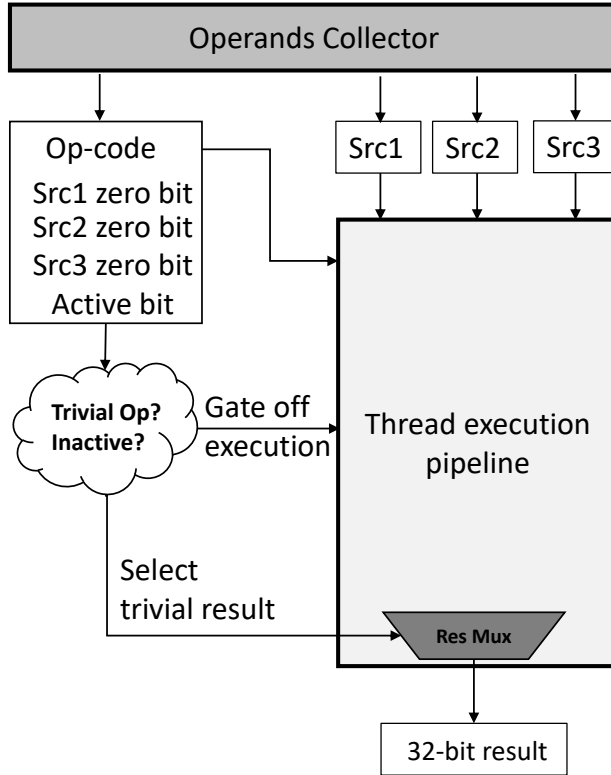 Operands Collector
Op-code
Src1 zero bit
Src2 zero bit
Src3 zero bit
Active bit
Src1
Src2
Src3
Trivial Op?
Inactive?
Gate off
execution
Thread execution
pipeline
Select
trivial result
Res Mux
32-bit result